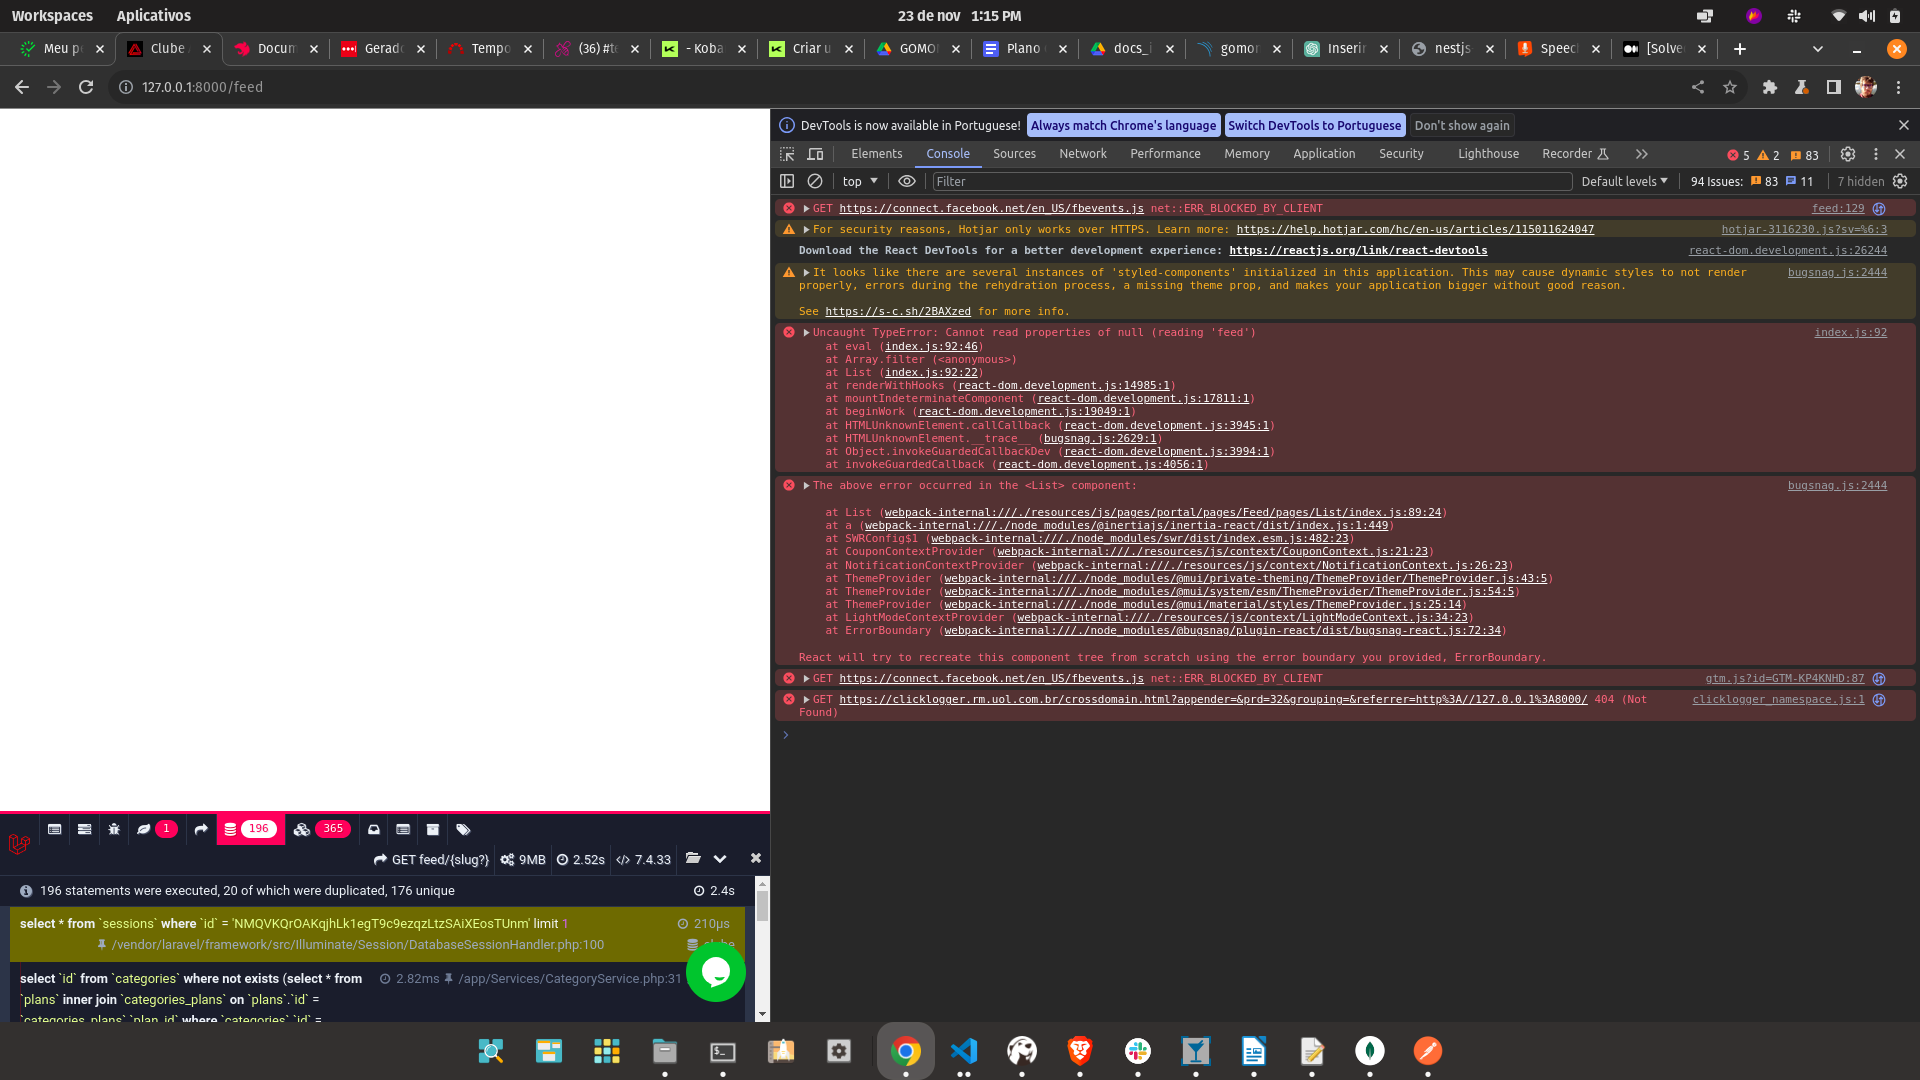 Workspaces Aplicativos 23 de nov 1:15 PM
Meu p Clube Docum Gerado Tempo (36) #te - Koba Criar u GOMO Plano docs_i gomor Inserir nestjs- Speec [Solve
127.0.0.1:8000/feed
DevTools is now available in Portuguese! Always match Chrome's language Switch DevTools to Portuguese Don't show again
Elements Console Sources Network Performance Memory Application Security Lighthouse Recorder 5 2 83
top Filter Default levels 94 Issues: 83 11 7 hidden
GET https://connect.facebook.net/en_US/fbevents.js net::ERR_BLOCKED_BY_CLIENT feed:129
For security reasons, Hotjar only works over HTTPS. Learn more: https://help.hotjar.com/hc/en-us/articles/115011624047 hotjar-3116230.js?sv=%6:3
Download the React DevTools for a better development experience: https://reactjs.org/link/react-devtools react-dom.development.js:26244
It looks like there are several instances of 'styled-components' initialized in this application. This may cause dynamic styles to not render bugsnag.js:2444
properly, errors during the rehydration process, a missing theme prop, and makes your application bigger without good reason.
See https://s-c.sh/2BAXzed for more info.
Uncaught TypeError: Cannot read properties of null (reading 'feed') index.js:92
at eval (index.js:92:46)
at Array.filter (<anonymous>)
at List (index.js:92:22)
at renderWithHooks (react-dom.development.js:14985:1)
at mountIndeterminateComponent (react-dom.development.js:17811:1)
at beginWork (react-dom.development.js:19049:1)
at HTMLUnknownElement.callCallback (react-dom.development.js:3945:1)
at HTMLUnknownElement.__trace__ (bugsnag.js:2629:1)
at Object.invokeGuardedCallbackDev (react-dom.development.js:3994:1)
at invokeGuardedCallback (react-dom.development.js:4056:1)
The above error occurred in the <List> component: bugsnag.js:2444
at List (webpack-internal:///./resources/js/pages/portal/pages/Feed/pages/List/index.js:89:24)
at a (webpack-internal:///./node_modules/@inertiajs/inertia-react/dist/index.js:1:449)
at SWRConfig$1 (webpack-internal:///./node_modules/swr/dist/index.esm.js:482:23)
at CouponContextProvider (webpack-internal:///./resources/js/context/CouponContext.js:21:23)
at NotificationContextProvider (webpack-internal:///./resources/js/context/NotificationContext.js:26:23)
at ThemeProvider (webpack-internal:///./node_modules/@mui/private-theming/ThemeProvider/ThemeProvider.js:43:5)
at ThemeProvider (webpack-internal:///./node_modules/@mui/system/esm/ThemeProvider/ThemeProvider.js:54:5)
at ThemeProvider (webpack-internal:///./node_modules/@mui/material/styles/ThemeProvider.js:25:14)
at LightModeContextProvider (webpack-internal:///./resources/js/context/LightModeContext.js:34:23)
at ErrorBoundary (webpack-internal:///./node_modules/@bugsnag/plugin-react/dist/bugsnag-react.js:72:34)
React will try to recreate this component tree from scratch using the error boundary you provided, ErrorBoundary.
GET https://connect.facebook.net/en_US/fbevents.js net::ERR_BLOCKED_BY_CLIENT gtm.js?id=GTM-KP4KNHD:87
GET https://clicklogger.rm.uol.com.br/crossdomain.html?appender=&prd=32&grouping=&referrer=http%3A//127.0.0.1%3A8000/ 404 (Not clicklogger_namespace.js:1
Found)
1 196 365
GET feed/{slug?} 9MB 2.52s 7.4.33
196 statements were executed, 20 of which were duplicated, 176 unique 2.4s
select * from `sessions` where `id` = 'NMQVKQrOAKqjhLk1egT9c9ezqzLtzSAiXEosTUnm' limit 1 210μs
/vendor/laravel/framework/src/Illuminate/Session/DatabaseSessionHandler.php:100
select `id` from `categories` where not exists (select * from 2.82ms /app/Services/CategoryService.php:31
`plans` inner join `categories_plans` on `plans`.`id` =
`categories_plans`.`plan_id` where `categories`.`id` =